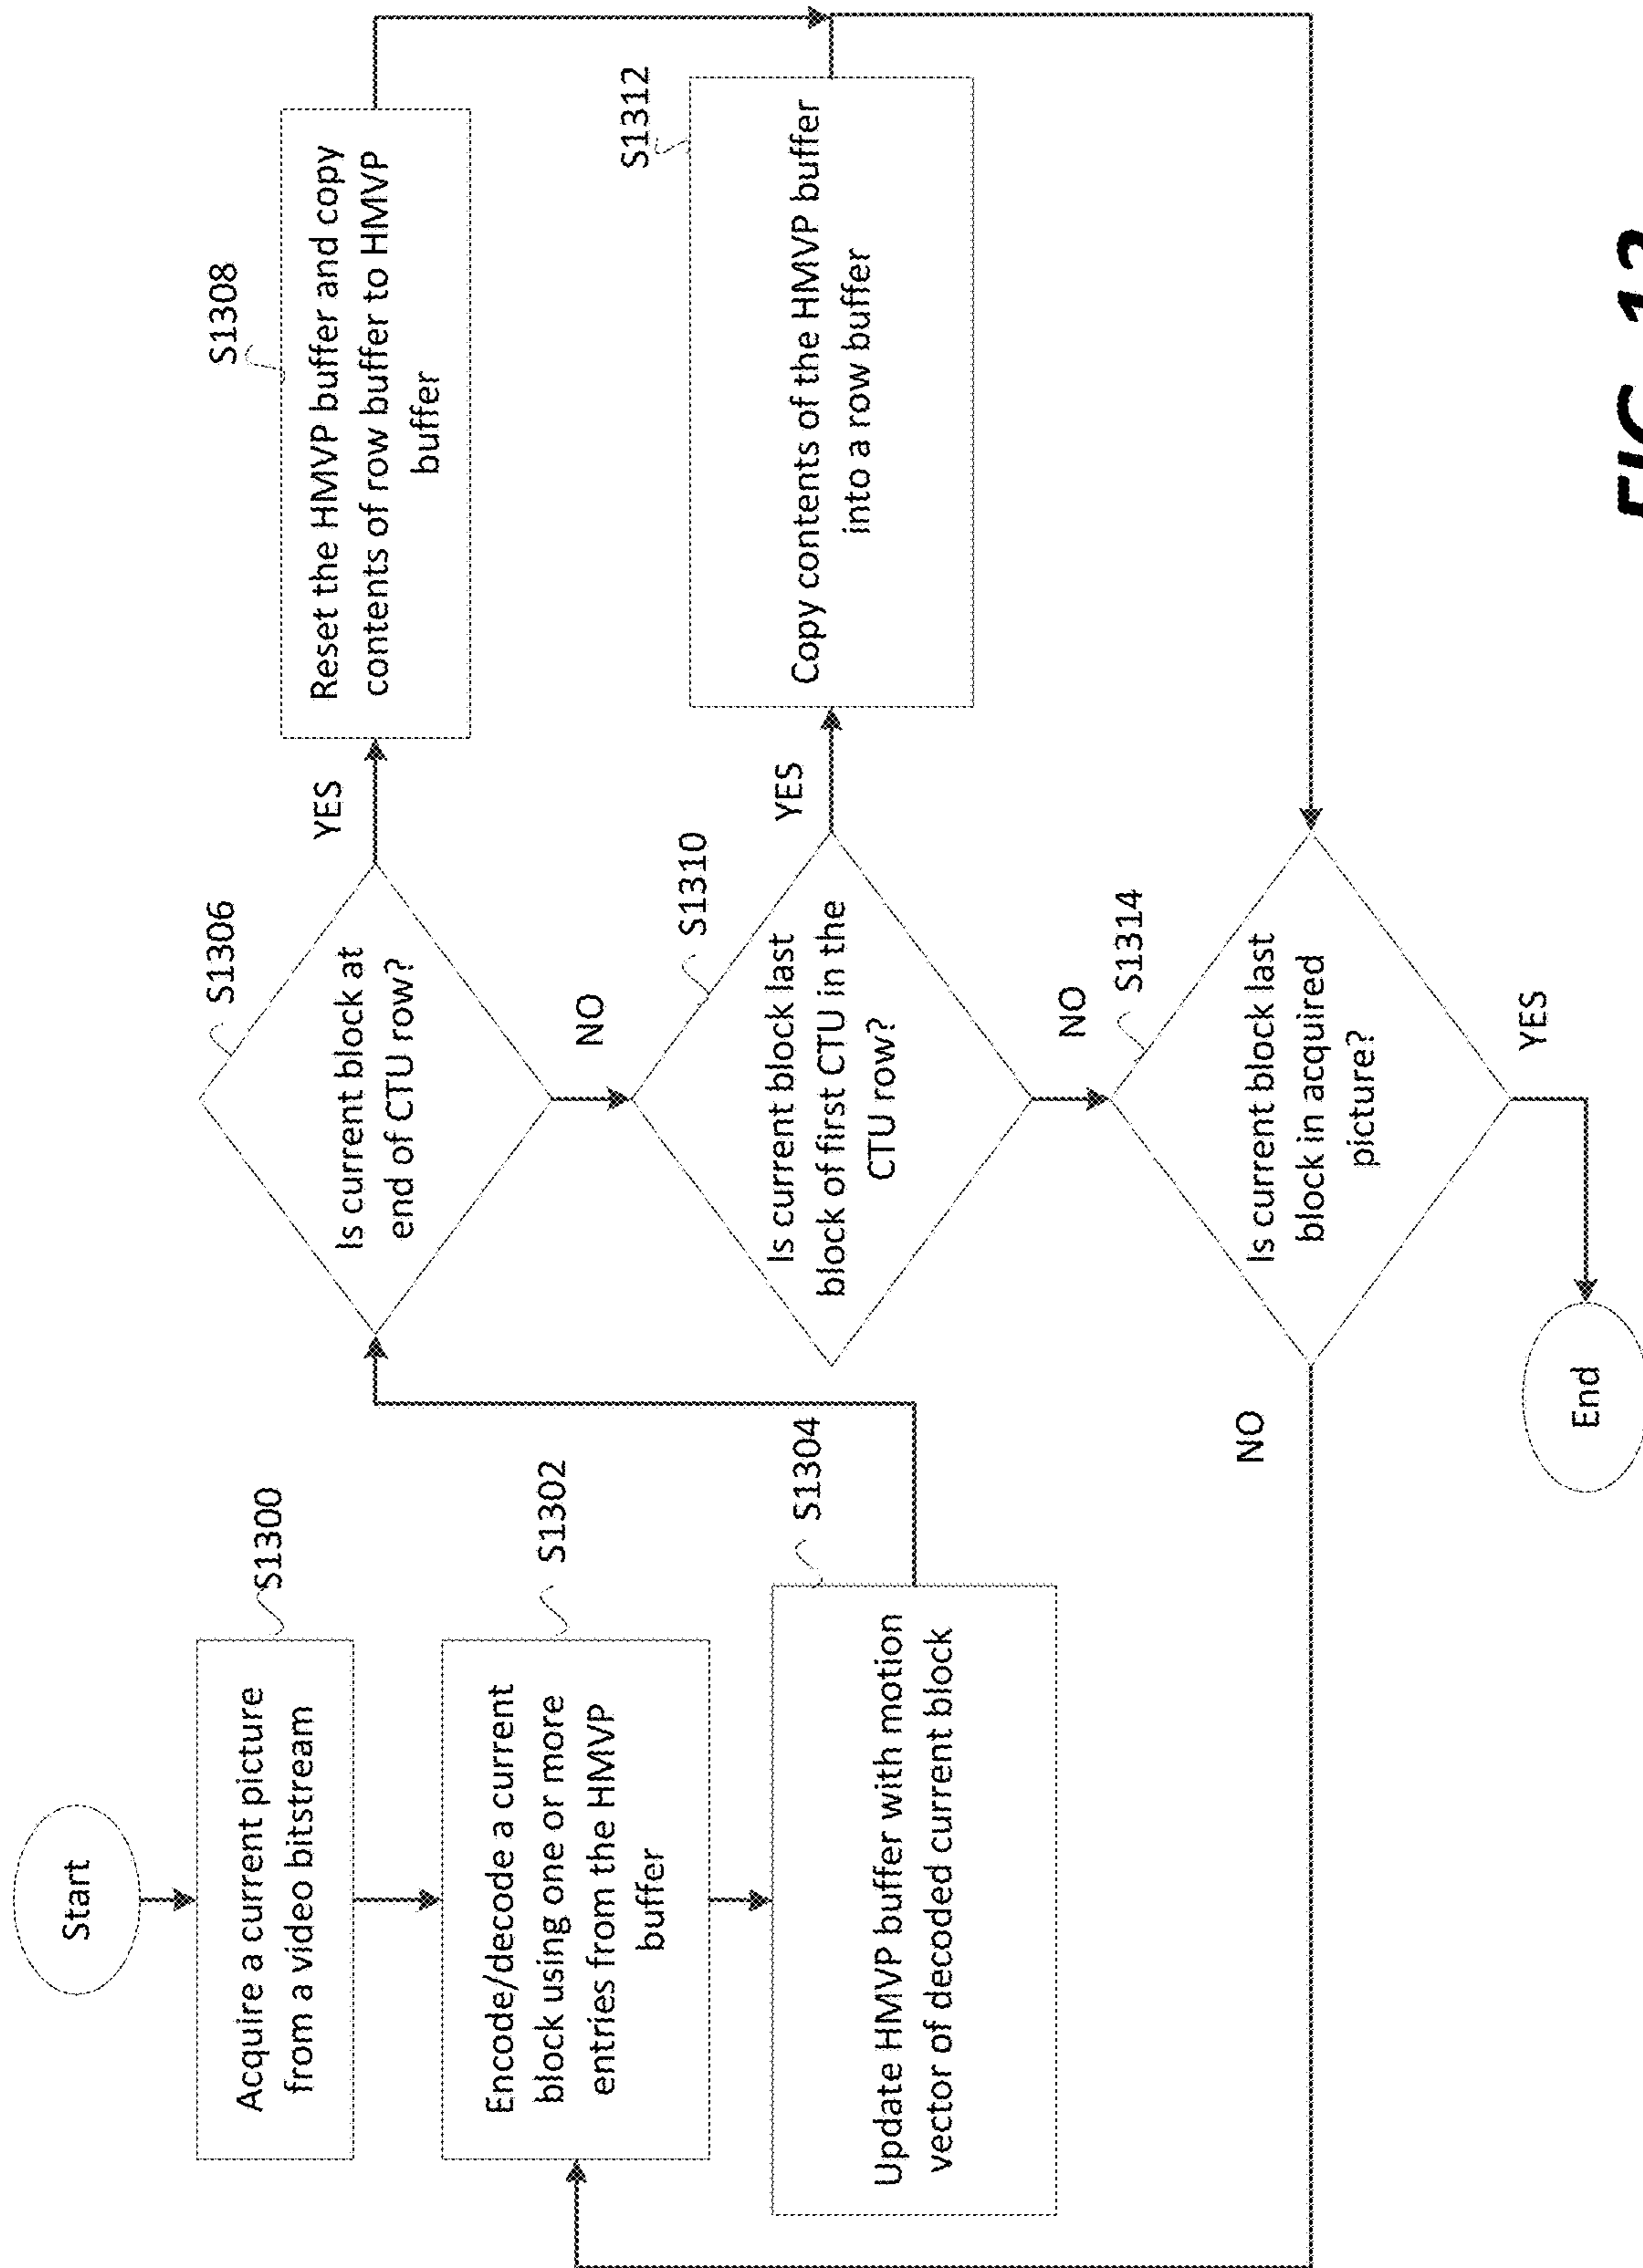 Start
S1300
Acquire a current picture
from a video bitstream
S1302
Encode/decode a current
block using one or more
entries from the HMVP
buffer
S1304
Update HMVP buffer with motion
vector of decoded current block
S1306
Is current block at
end of CTU row?
YES
NO
S1308
Reset the HMVP buffer and copy
contents of row buffer to HMVP
buffer
S1310
Is current block last
block of first CTU in the
CTU row?
YES
NO
S1312
Copy contents of the HMVP buffer
into a row buffer
S1314
Is current block last
block in acquired
picture?
NO
YES
End
FIG. 13